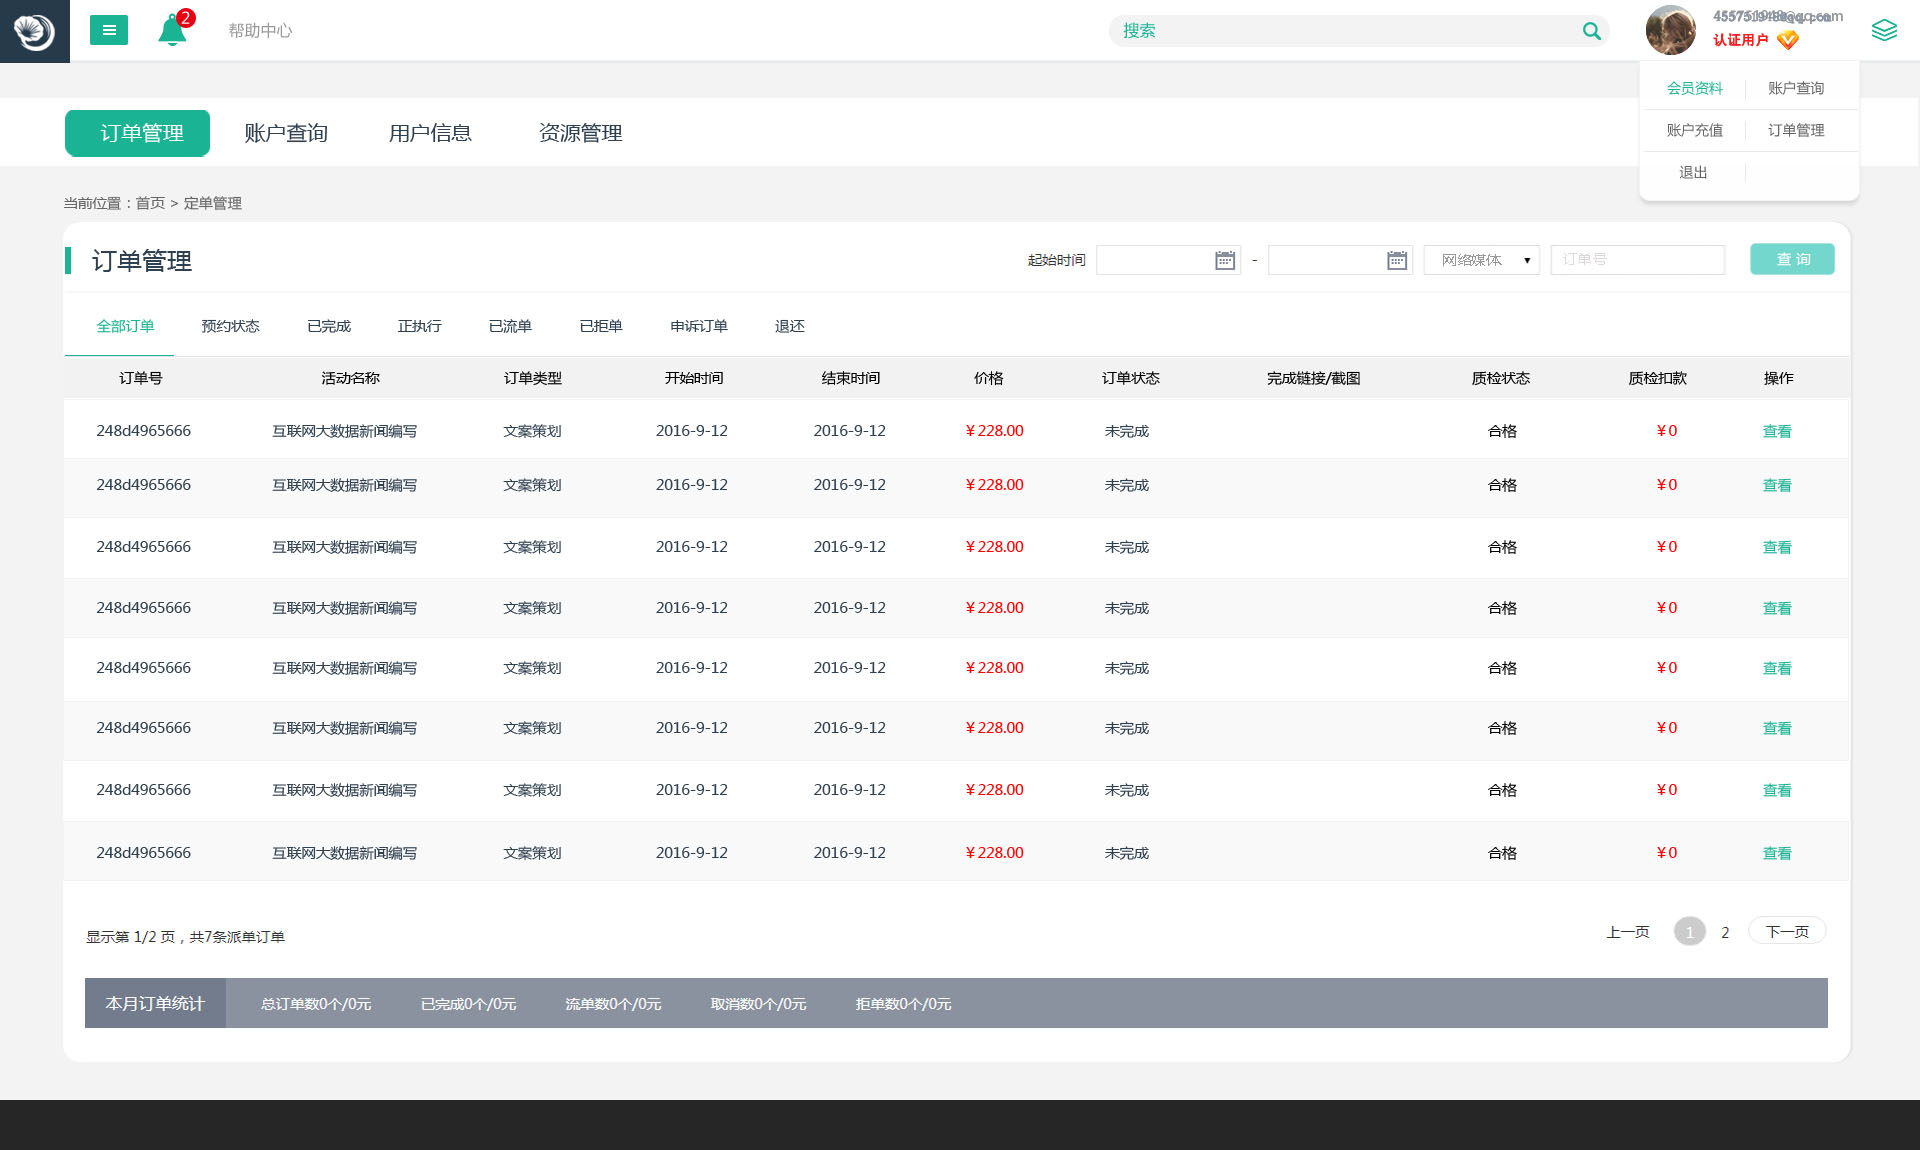 2
帮助中心
搜索
认证用户
会员资料 账户查询
账户充值 订单管理
退出
订单管理 账户查询 用户信息 资源管理
当前位置：首页 > 定单管理
订单管理
起始时间 - 网络媒体 ▼ 订单号 查 询
全部订单 预约状态 已完成 正执行 已流单 已拒单 申诉订单 退还
订单号 活动名称 订单类型 开始时间 结束时间 价格 订单状态 完成链接/截图 质检状态 质检扣款 操作
248d4965666 互联网大数据新闻编写 文案策划 2016-9-12 2016-9-12 ¥228.00 未完成 合格 ¥0 查看
248d4965666 互联网大数据新闻编写 文案策划 2016-9-12 2016-9-12 ¥228.00 未完成 合格 ¥0 查看
248d4965666 互联网大数据新闻编写 文案策划 2016-9-12 2016-9-12 ¥228.00 未完成 合格 ¥0 查看
248d4965666 互联网大数据新闻编写 文案策划 2016-9-12 2016-9-12 ¥228.00 未完成 合格 ¥0 查看
248d4965666 互联网大数据新闻编写 文案策划 2016-9-12 2016-9-12 ¥228.00 未完成 合格 ¥0 查看
248d4965666 互联网大数据新闻编写 文案策划 2016-9-12 2016-9-12 ¥228.00 未完成 合格 ¥0 查看
248d4965666 互联网大数据新闻编写 文案策划 2016-9-12 2016-9-12 ¥228.00 未完成 合格 ¥0 查看
248d4965666 互联网大数据新闻编写 文案策划 2016-9-12 2016-9-12 ¥228.00 未完成 合格 ¥0 查看
显示第 1/2 页，共7条派单订单
上一页 1 2 下一页
本月订单统计 总订单数0个/0元 已完成0个/0元 流单数0个/0元 取消数0个/0元 拒单数0个/0元